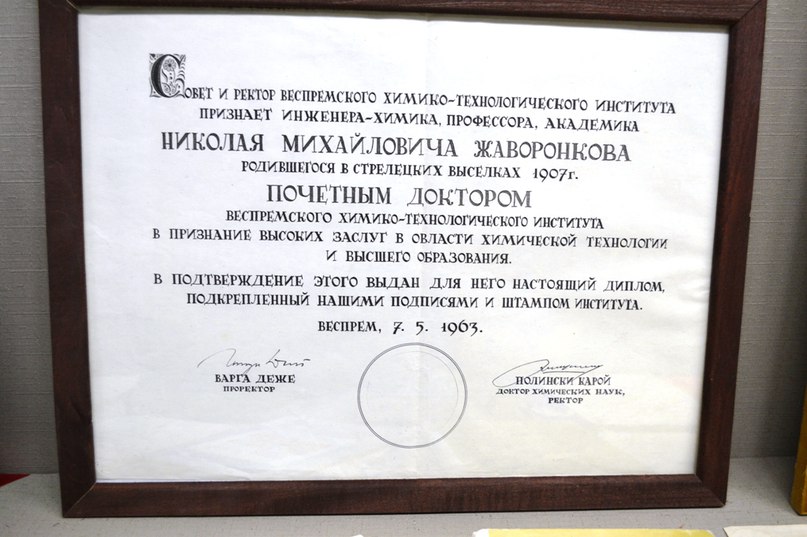 Совет и ректор Веспремского химико-технологического института
признает инженера-химика, профессора, академика
НИКОЛАЯ МИХАЙЛОВИЧА ЖАВОРОНКОВА
родившегося в Стрелецких Выселках 1907г.
ПОЧЕТНЫМ ДОКТОРОМ
Веспремского химико-технологического института
в признание высоких заслуг в области химической технологии
и высшего образования.
В подтверждение этого выдан для него настоящий диплом,
подкрепленный нашими подписями и штампом института.
Веспрем, 7. 5. 1963.
ВАРГА ДЕЖЕ
ПРОРЕКТОР
ПОЛИНСКИ КАРОЙ
ДОКТОР ХИМИЧЕСКИХ НАУК,
РЕКТОР